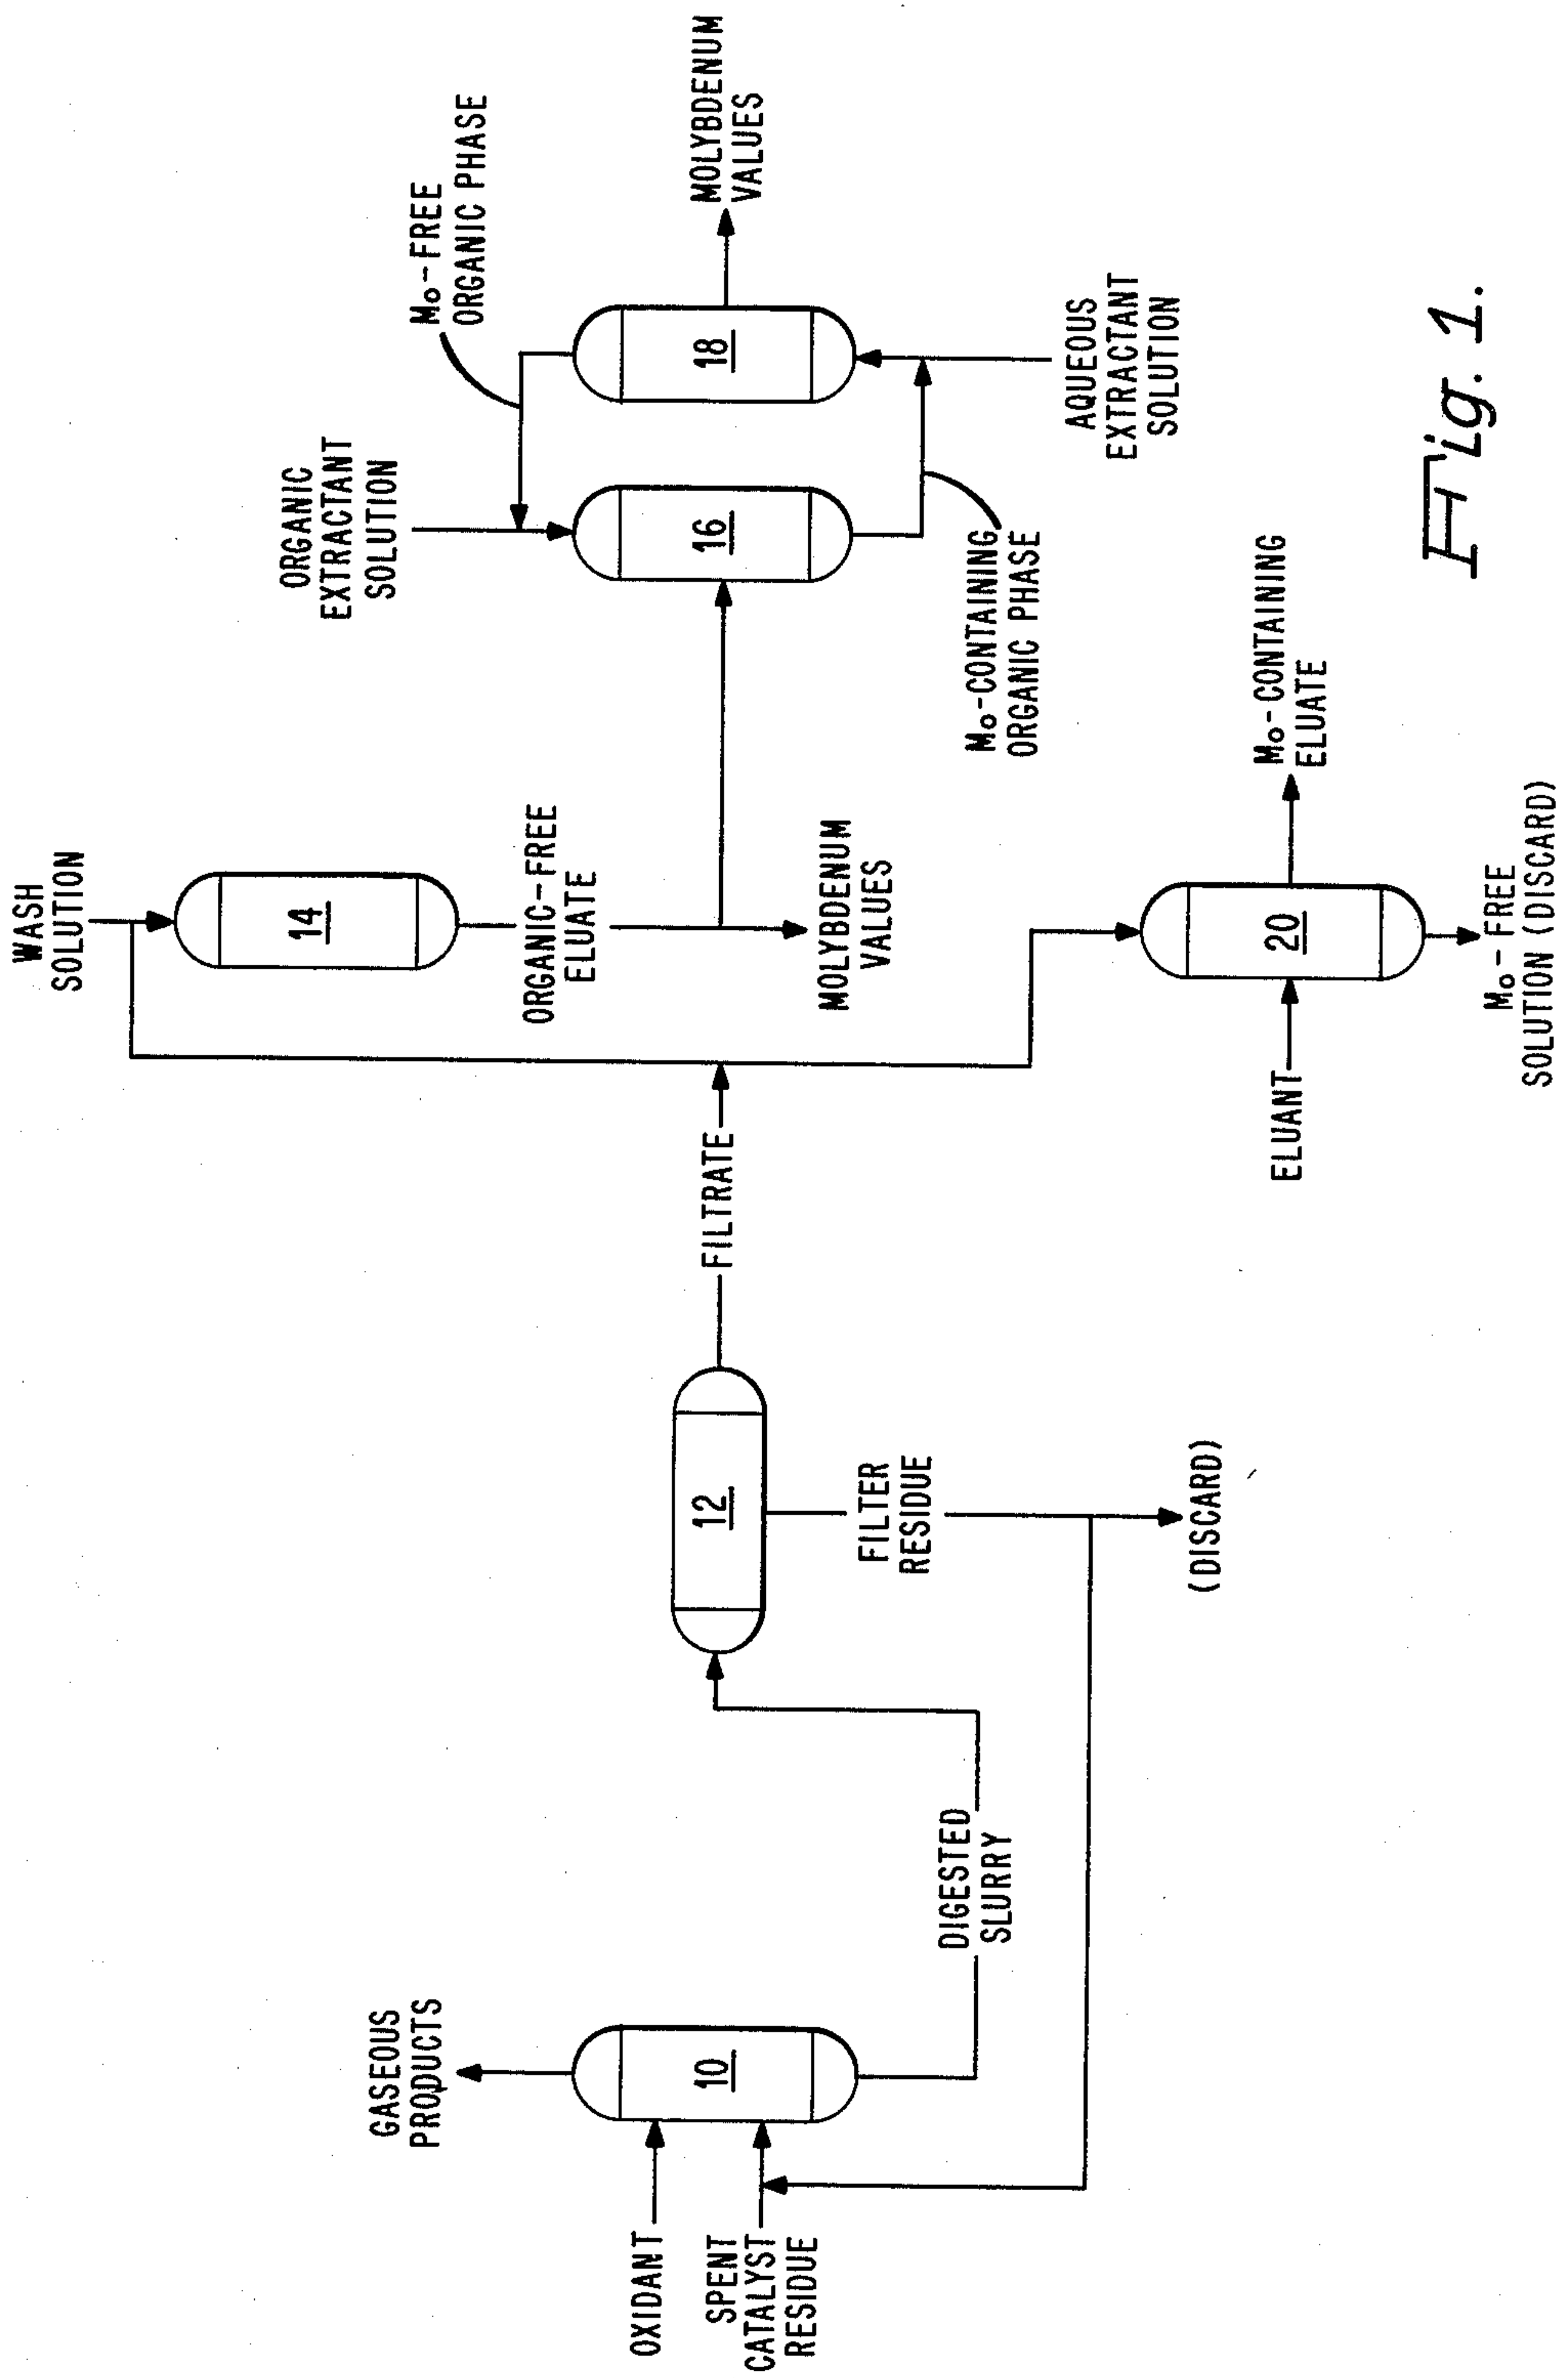 OXIDANT
SPENT
CATALYST
RESIDUE
GASEOUS
PRODUCTS
10
DIGESTED
SLURRY
12
FILTER
RESIDUE
(DISCARD)
FILTRATE
WASH
SOLUTION
14
ORGANIC-FREE
ELUATE
MOLYBDENUM
VALUES
ELUANT
20
Mo-CONTAINING
ELUATE
Mo-FREE
SOLUTION (DISCARD)
ORGANIC
EXTRACTANT
SOLUTION
16
Mo-CONTAINING
ORGANIC PHASE
Mo-FREE
ORGANIC PHASE
18
AQUEOUS
EXTRACTANT
SOLUTION
MOLYBDENUM
VALUES
Fig. 1.